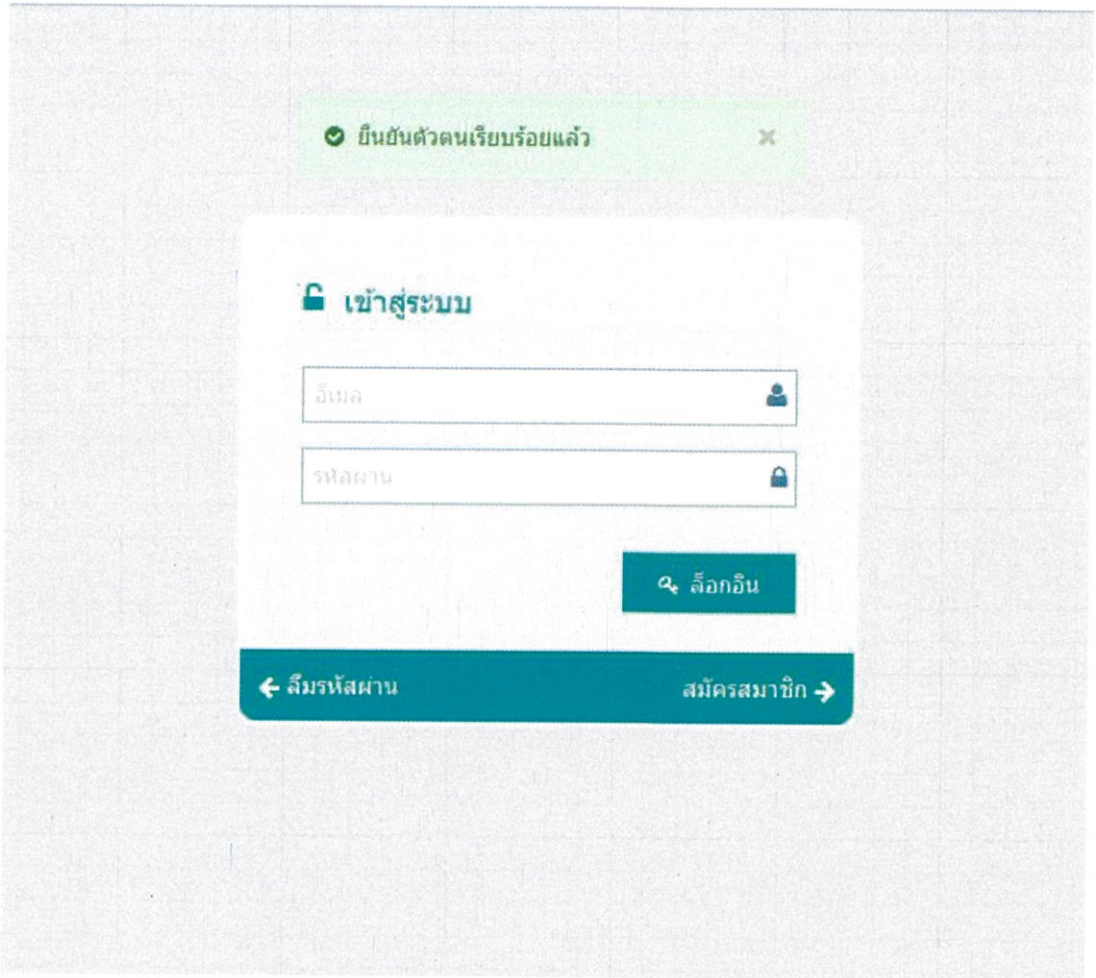 ยืนยันตัวตนเรียบร้อยแล้ว
เข้าสู่ระบบ
อีเมล
รหัสผ่าน
ล็อกอิน
ลืมรหัสผ่าน
สมัครสมาชิก